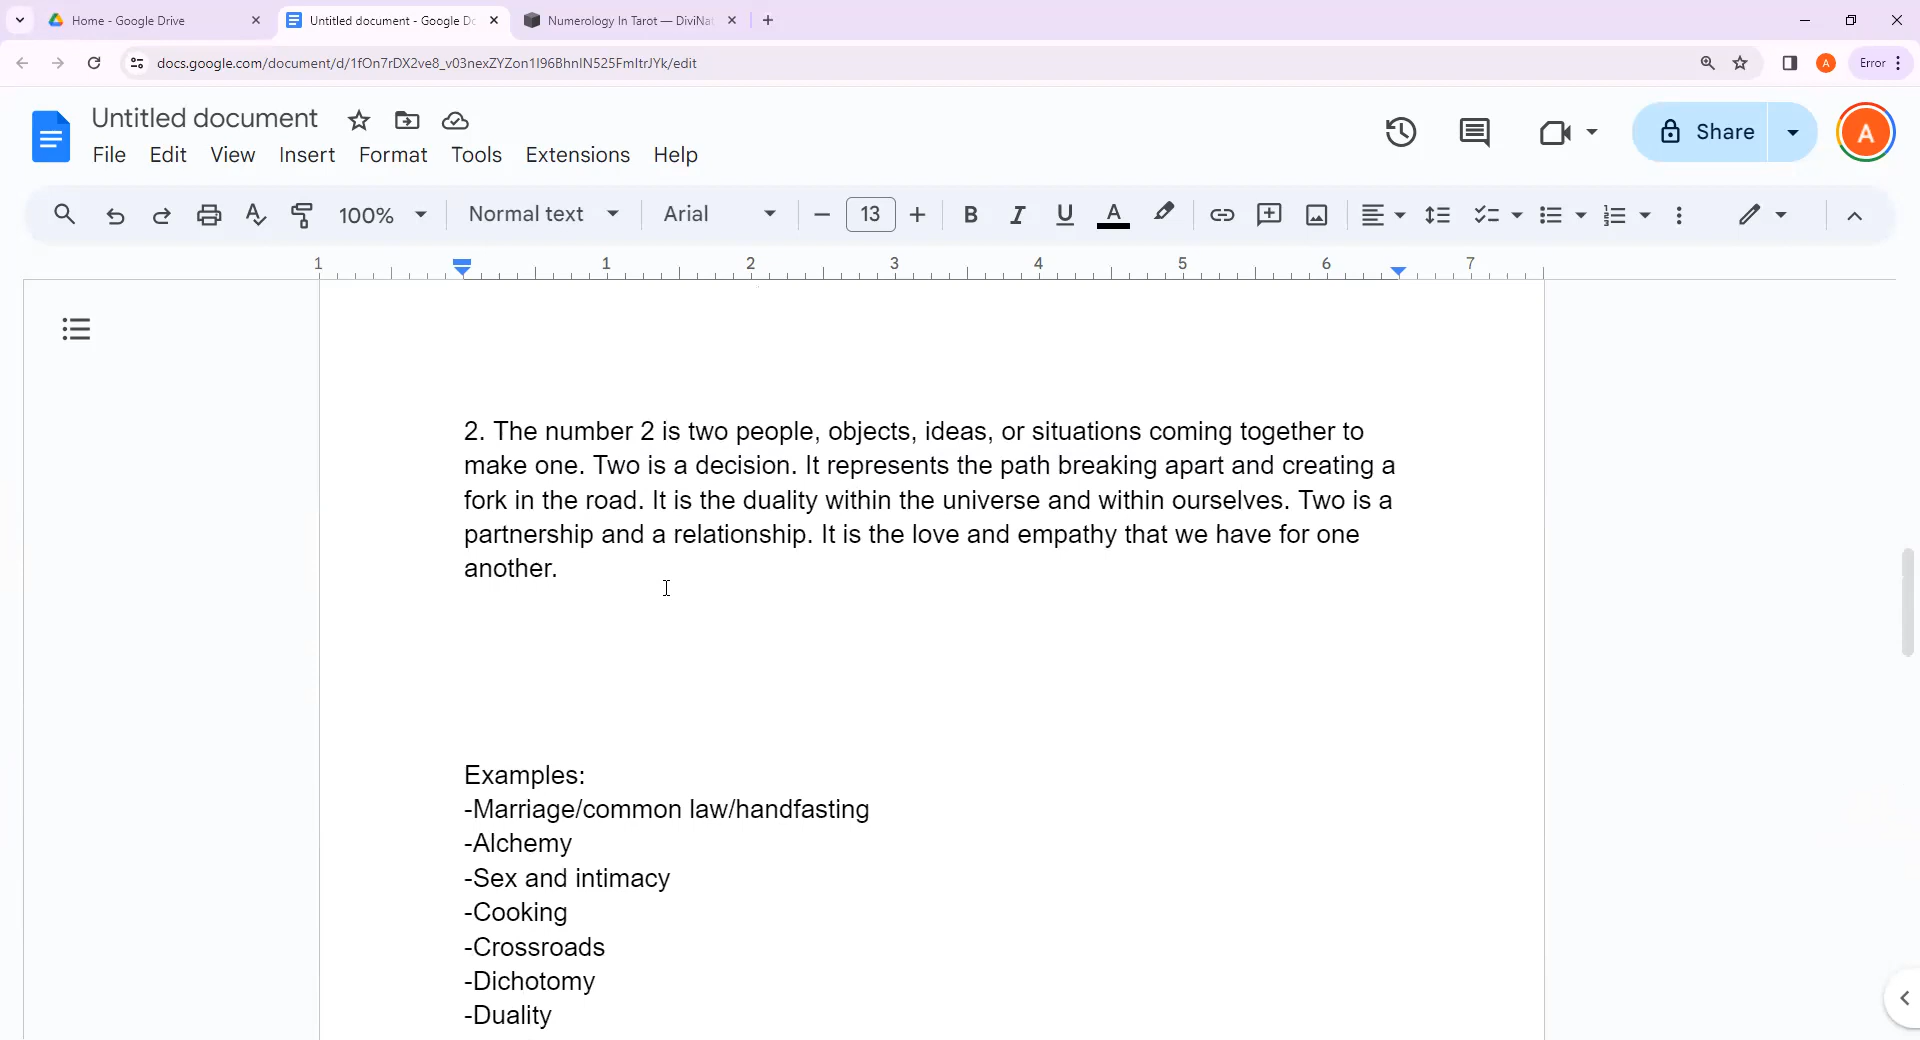 Home - Google Drive
Untitled document - Google Dc
Numerology In Tarot — DiviNat
docs.google.com/document/d/1fOn7rDX2ve8_v03nexZYZon1I96BhnIN525FmItrJYk/edit
A
Error
Untitled document
File Edit View Insert Format Tools Extensions Help
Share
A
100% Normal text Arial 13 B I U A
1 1 2 3 4 5 6 7
2. The number 2 is two people, objects, ideas, or situations coming together to
make one. Two is a decision. It represents the path breaking apart and creating a
fork in the road. It is the duality within the universe and within ourselves. Two is a
partnership and a relationship. It is the love and empathy that we have for one
another.
Examples:
-Marriage/common law/handfasting
-Alchemy
-Sex and intimacy
-Cooking
-Crossroads
-Dichotomy
-Duality